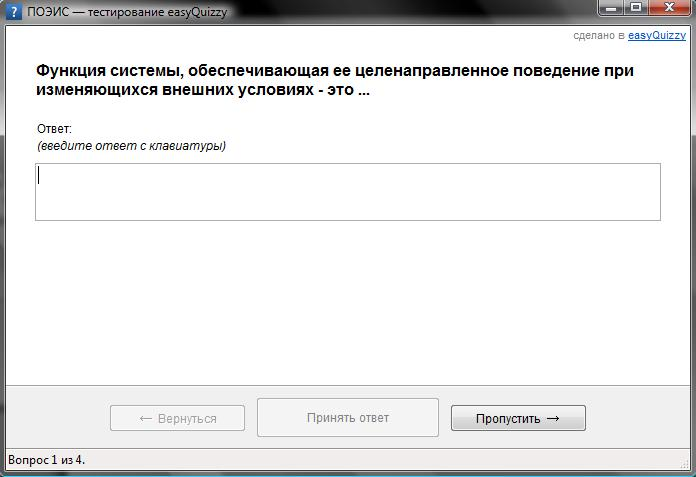 ПОЭИС — тестирование easyQuizzy
сделано в easyQuizzy
Функция системы, обеспечивающая ее целенаправленное поведение при
изменяющихся внешних условиях - это ...
Ответ:
(введите ответ с клавиатуры)
← Вернуться
Принять ответ
Пропустить →
Вопрос 1 из 4.